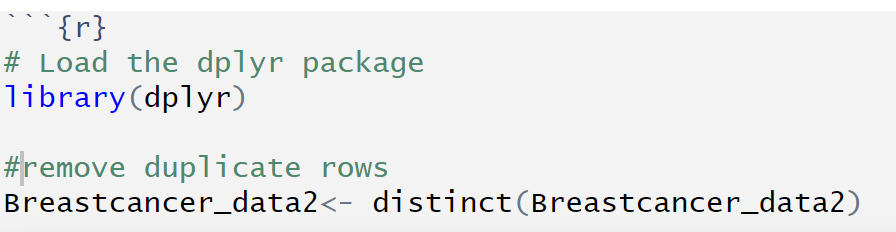 ```{r}
# Load the dplyr package
library(dplyr)
#remove duplicate rows
Breastcancer_data2<- distinct(Breastcancer_data2)